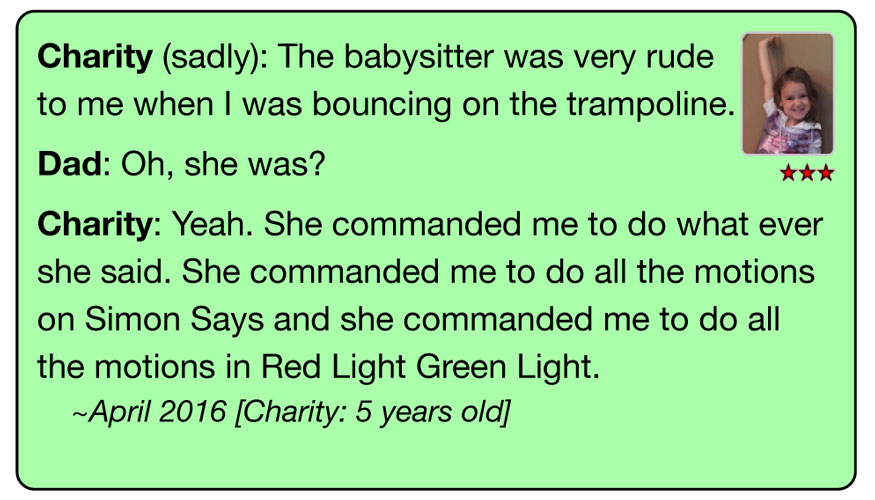 Charity (sadly): The babysitter was very rude
to me when I was bouncing on the trampoline.
Dad: Oh, she was?
Charity: Yeah. She commanded me to do what ever
she said. She commanded me to do all the motions
on Simon Says and she commanded me to do all
the motions in Red Light Green Light.
~April 2016 [Charity: 5 years old]